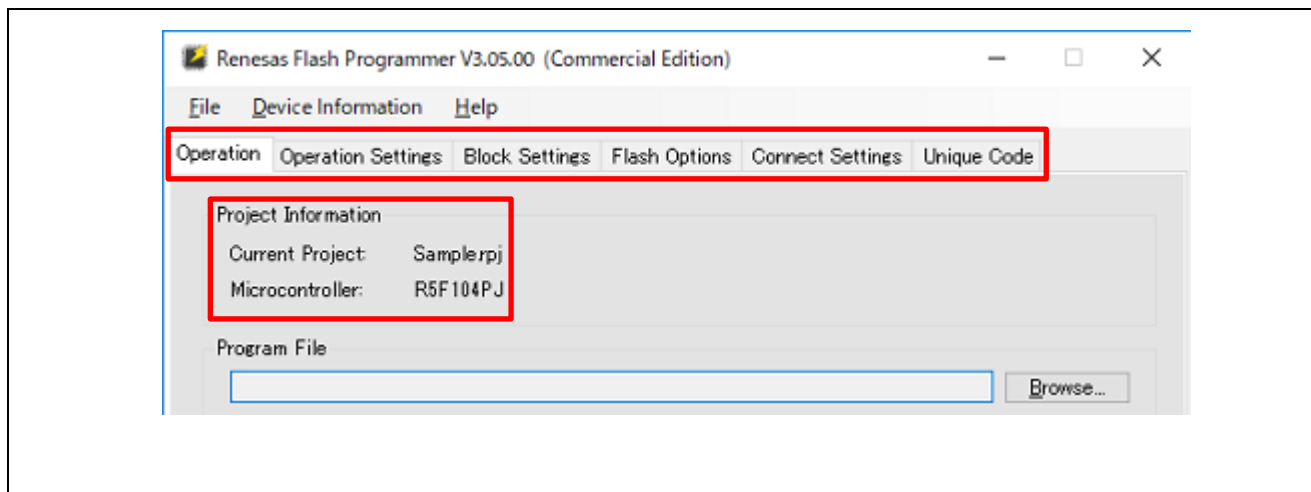 Renesas Flash Programmer V3.05.00 (Commercial Edition)
File Device Information Help
Operation Operation Settings Block Settings Flash Options Connect Settings Unique Code
Project Information
Current Project: Sample.rpj
Microcontroller: R5F104PJ
Program File
Browse...